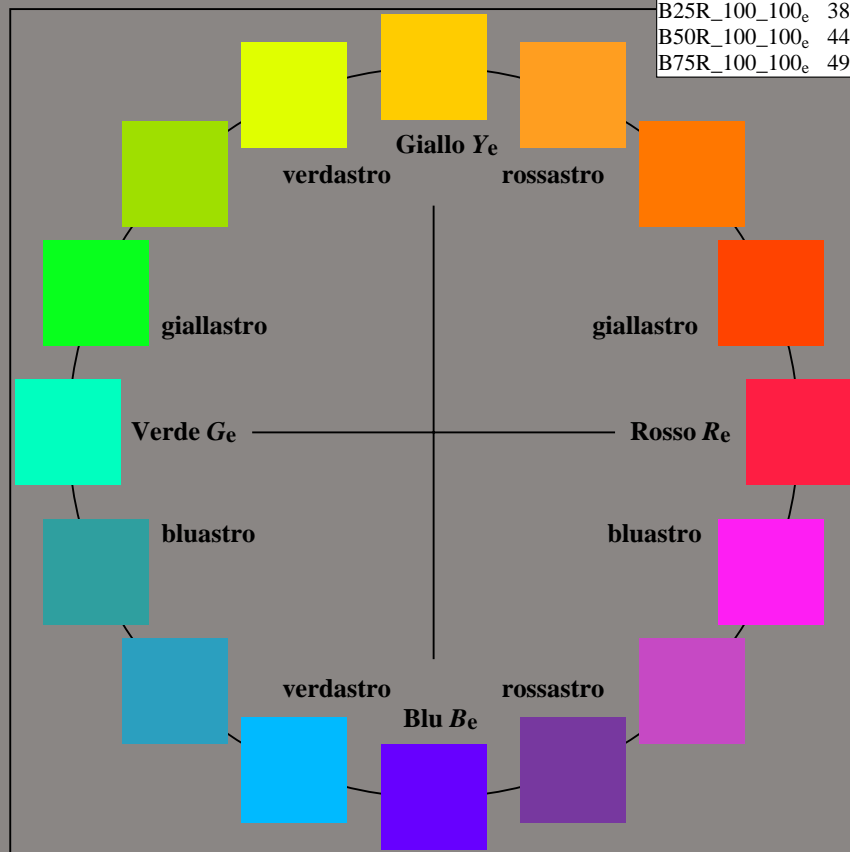 B25R_100_100e 38
B50R_100_100e 44
B75R_100_100e 49
Giallo Ye
verdastro rossastro
giallastro giallastro
Verde Ge Rosso Re
bluastro bluastro
verdastro rossastro
Blu Be